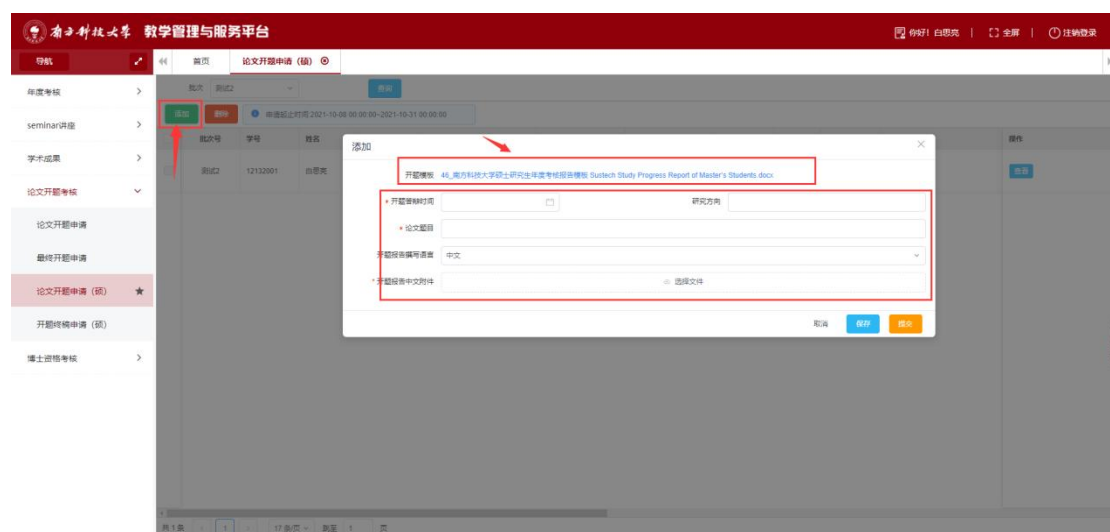 南方科技大学 教学管理与服务平台
你好! 白思亮 | 全屏 | 注销登录
导航
首页 论文开题申请（硕）
年度考核
seminar讲座
学术成果
论文开题考核
论文开题申请
最终开题申请
论文开题申请（硕）
开题终稿申请（硕）
博士资格考核
批次 测试2 查询
添加 删除 申请起止时间:2021-10-08 00:00:00~2021-10-31 00:00:00
批次号 学号 姓名 操作
测试2 12132001 白思亮 查看
添加
开题模板 46_南方科技大学硕士研究生年度考核报告模板 Sustech Study Progress Report of Master's Students.docx
* 开题答辩时间 研究方向
* 论文题目
开题报告撰写语言 中文
* 开题报告中文附件 选择文件
取消 保存 提交
共1条 1 17条/页 跳至 1 页